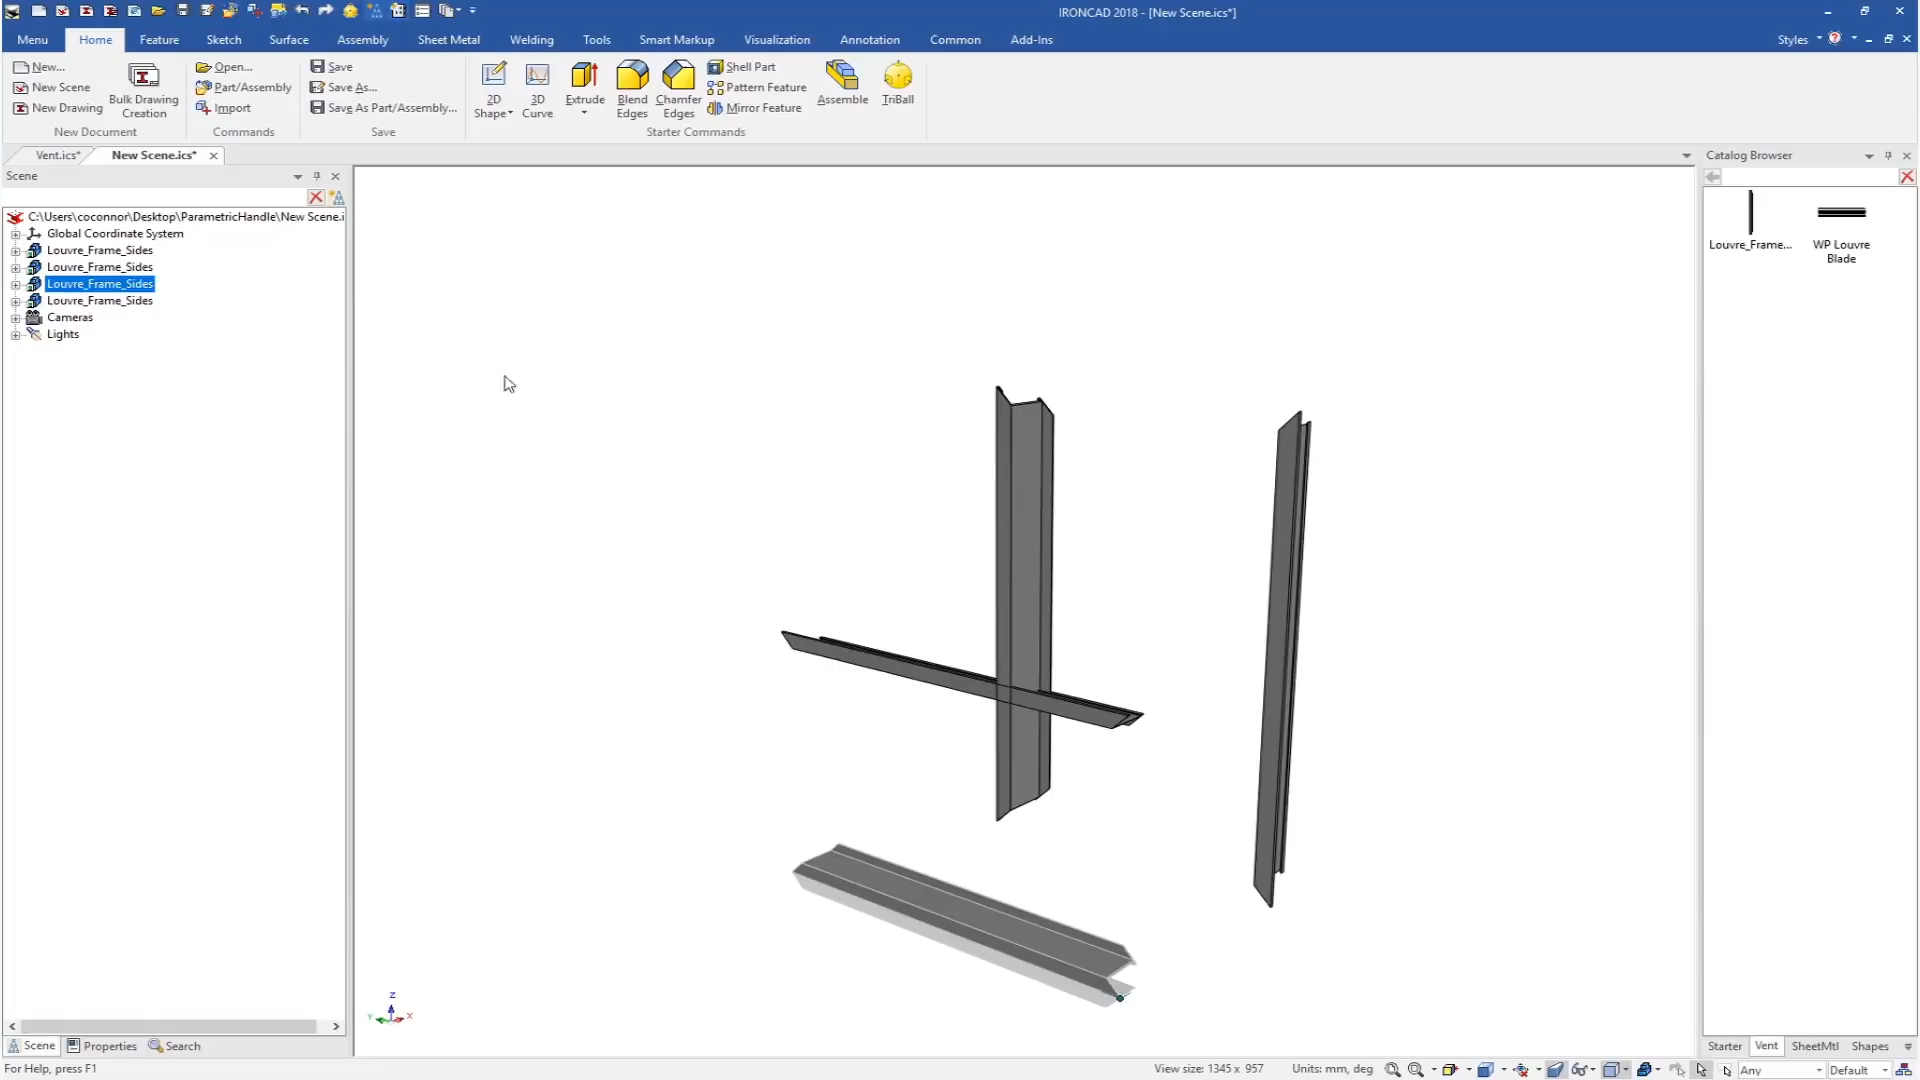 IRONCAD 2018 - [New Scene.ics*]
Menu Home Feature Sketch Surface Assembly Sheet Metal Welding Tools Smart Markup Visualization Annotation Common Add-Ins Styles
New... Open... Save Shell Part
New Scene Part/Assembly Save As... Pattern Feature
New Drawing Import Save As Part/Assembly... Mirror Feature
Bulk Drawing Creation
2D Shape 3D Curve Extrude Blend Edges Chamfer Edges Assemble TriBall
New Document Commands Save Starter Commands
Vent.ics* New Scene.ics* Catalog Browser
Scene
C:\Users\coconnor\Desktop\ParametricHandle\New Scene.i
Global Coordinate System
Louvre_Frame_Sides
Louvre_Frame_Sides
Louvre_Frame_Sides
Louvre_Frame_Sides
Cameras
Lights
Louvre_Frame... WP Louvre
Blade
Z
Y X
Scene Properties Search Starter Vent SheetMtl Shapes
For Help, press F1 View size: 1345 x 957 Units: mm, deg Any Default